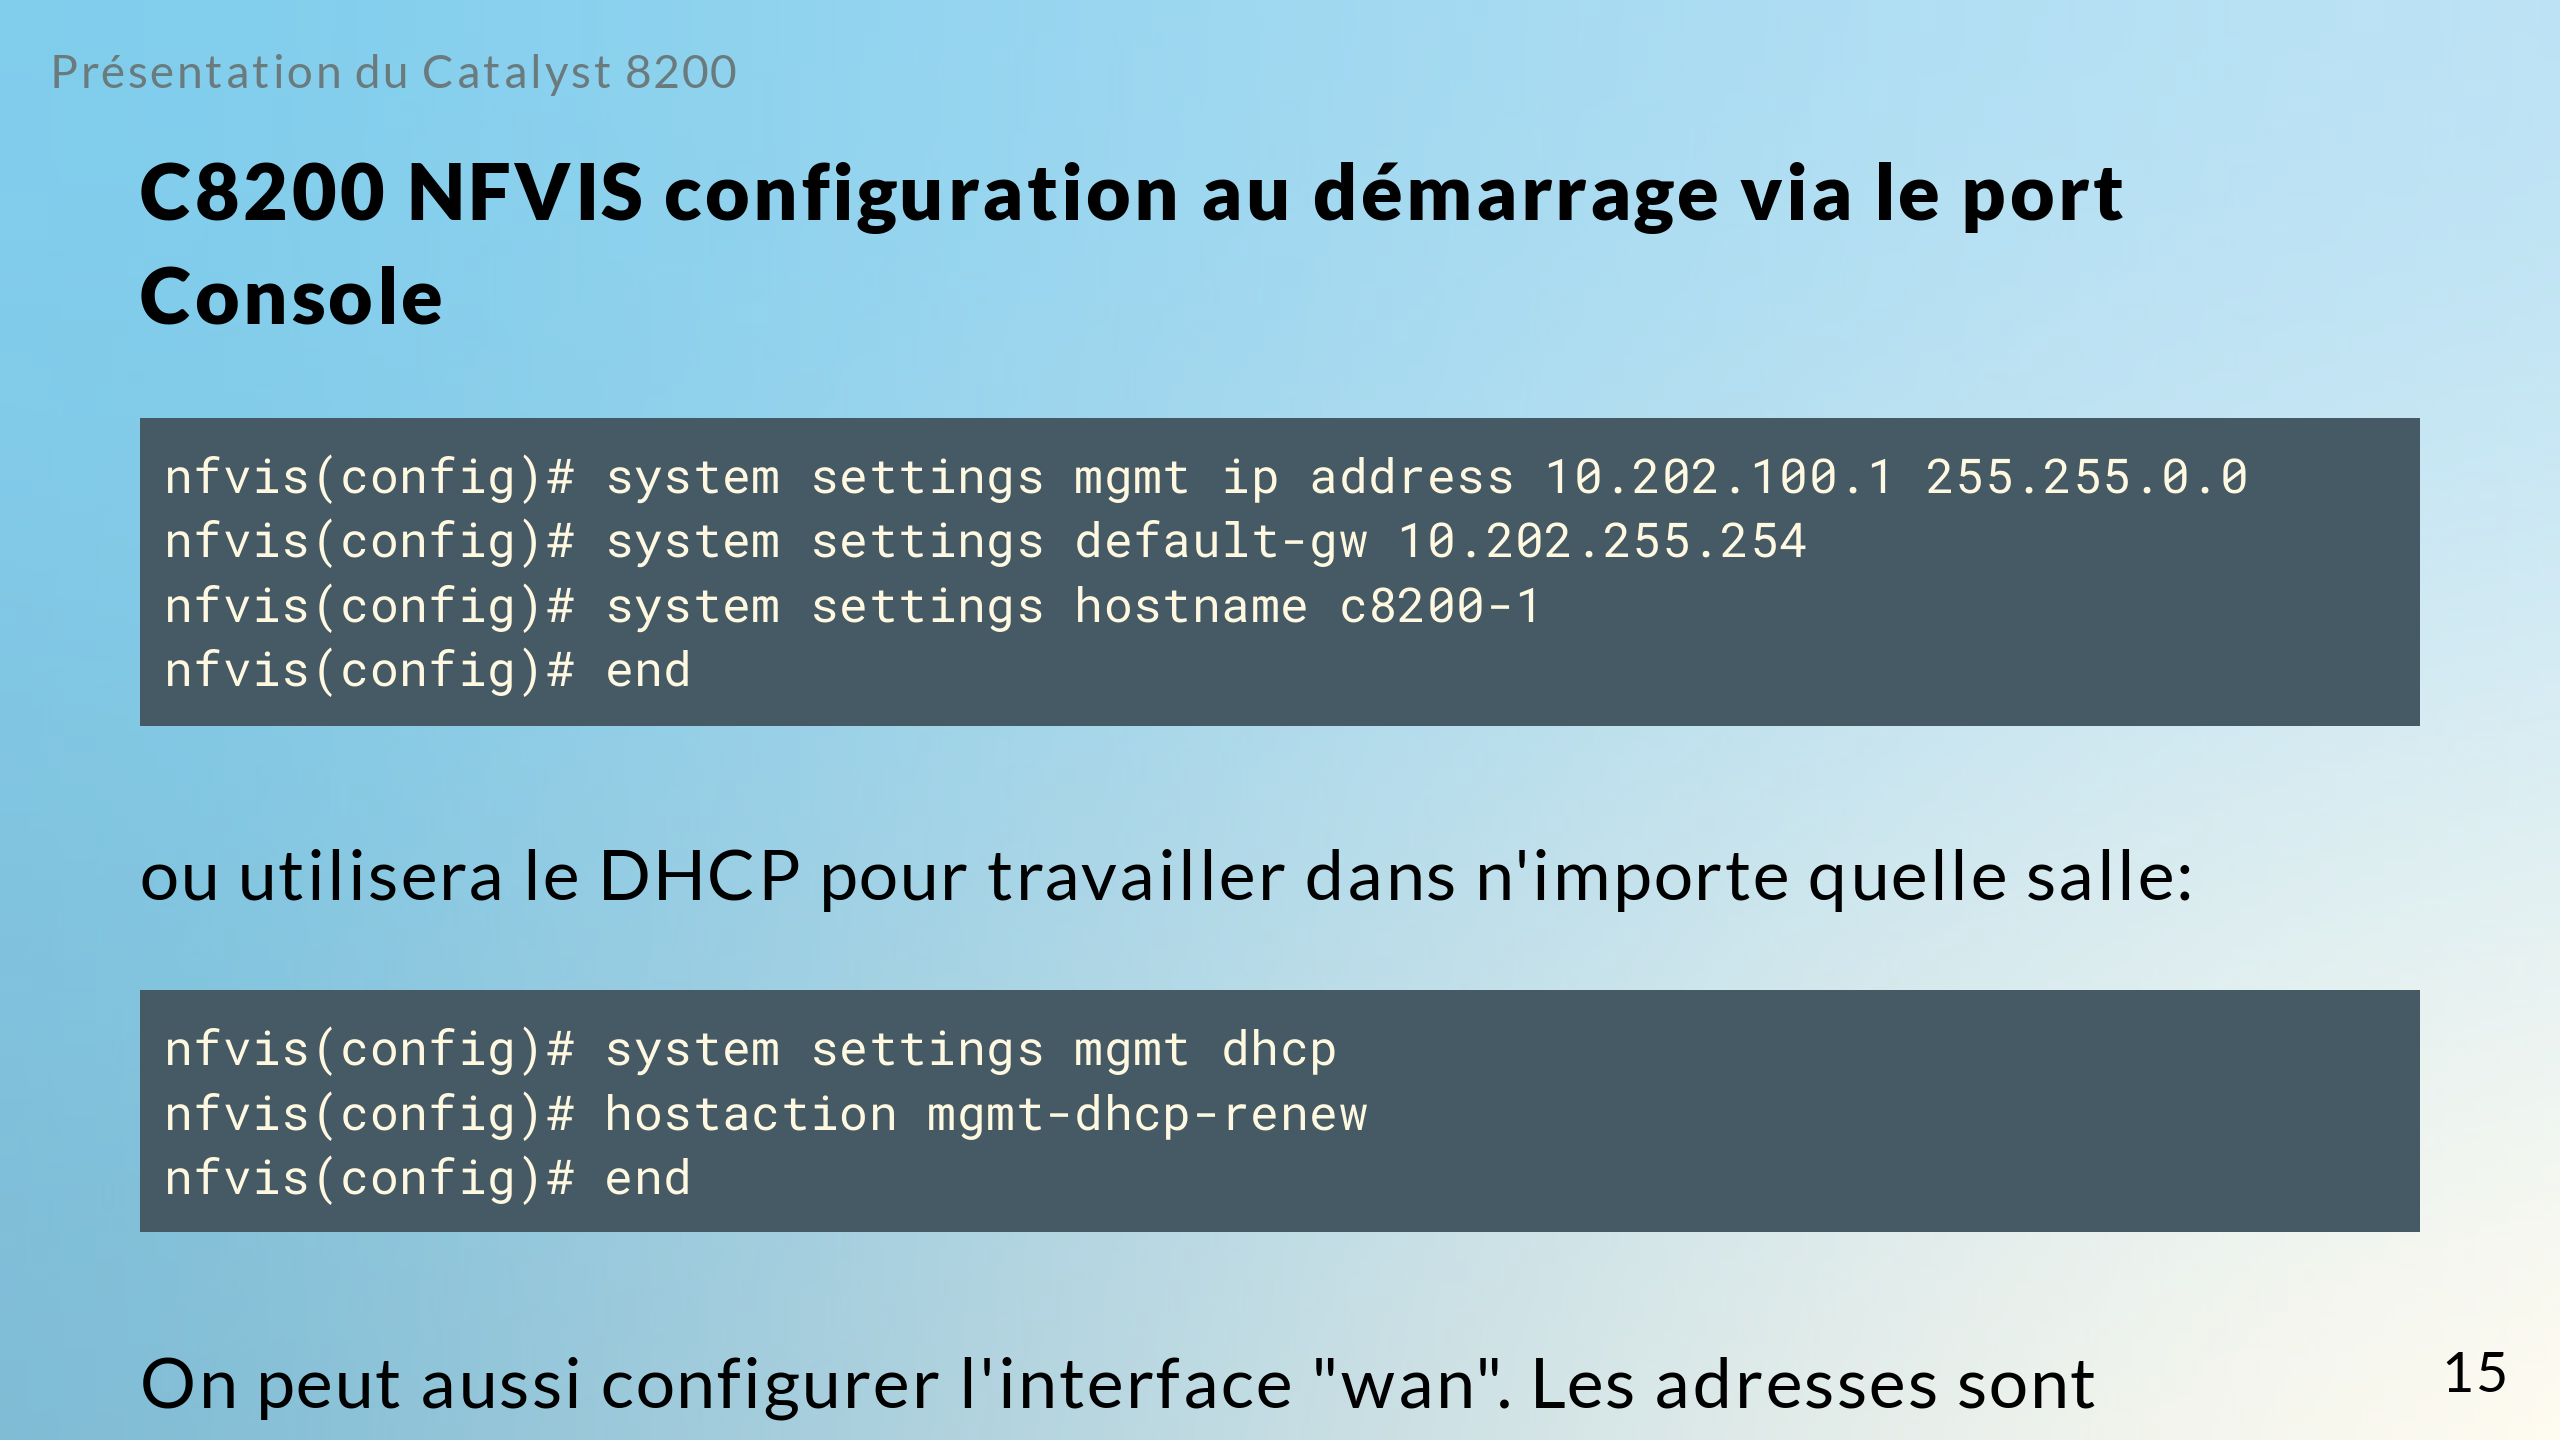 Présentation du Catalyst 8200
C8200 NFVIS configuration au démarrage via le port
Console
nfvis(config)# system settings mgmt ip address 10.202.100.1 255.255.0.0
nfvis(config)# system settings default-gw 10.202.255.254
nfvis(config)# system settings hostname c8200-1
nfvis(config)# end
ou utilisera le DHCP pour travailler dans n'importe quelle salle:
nfvis(config)# system settings mgmt dhcp
nfvis(config)# hostaction mgmt-dhcp-renew
nfvis(config)# end
On peut aussi configurer l'interface "wan". Les adresses sont
15